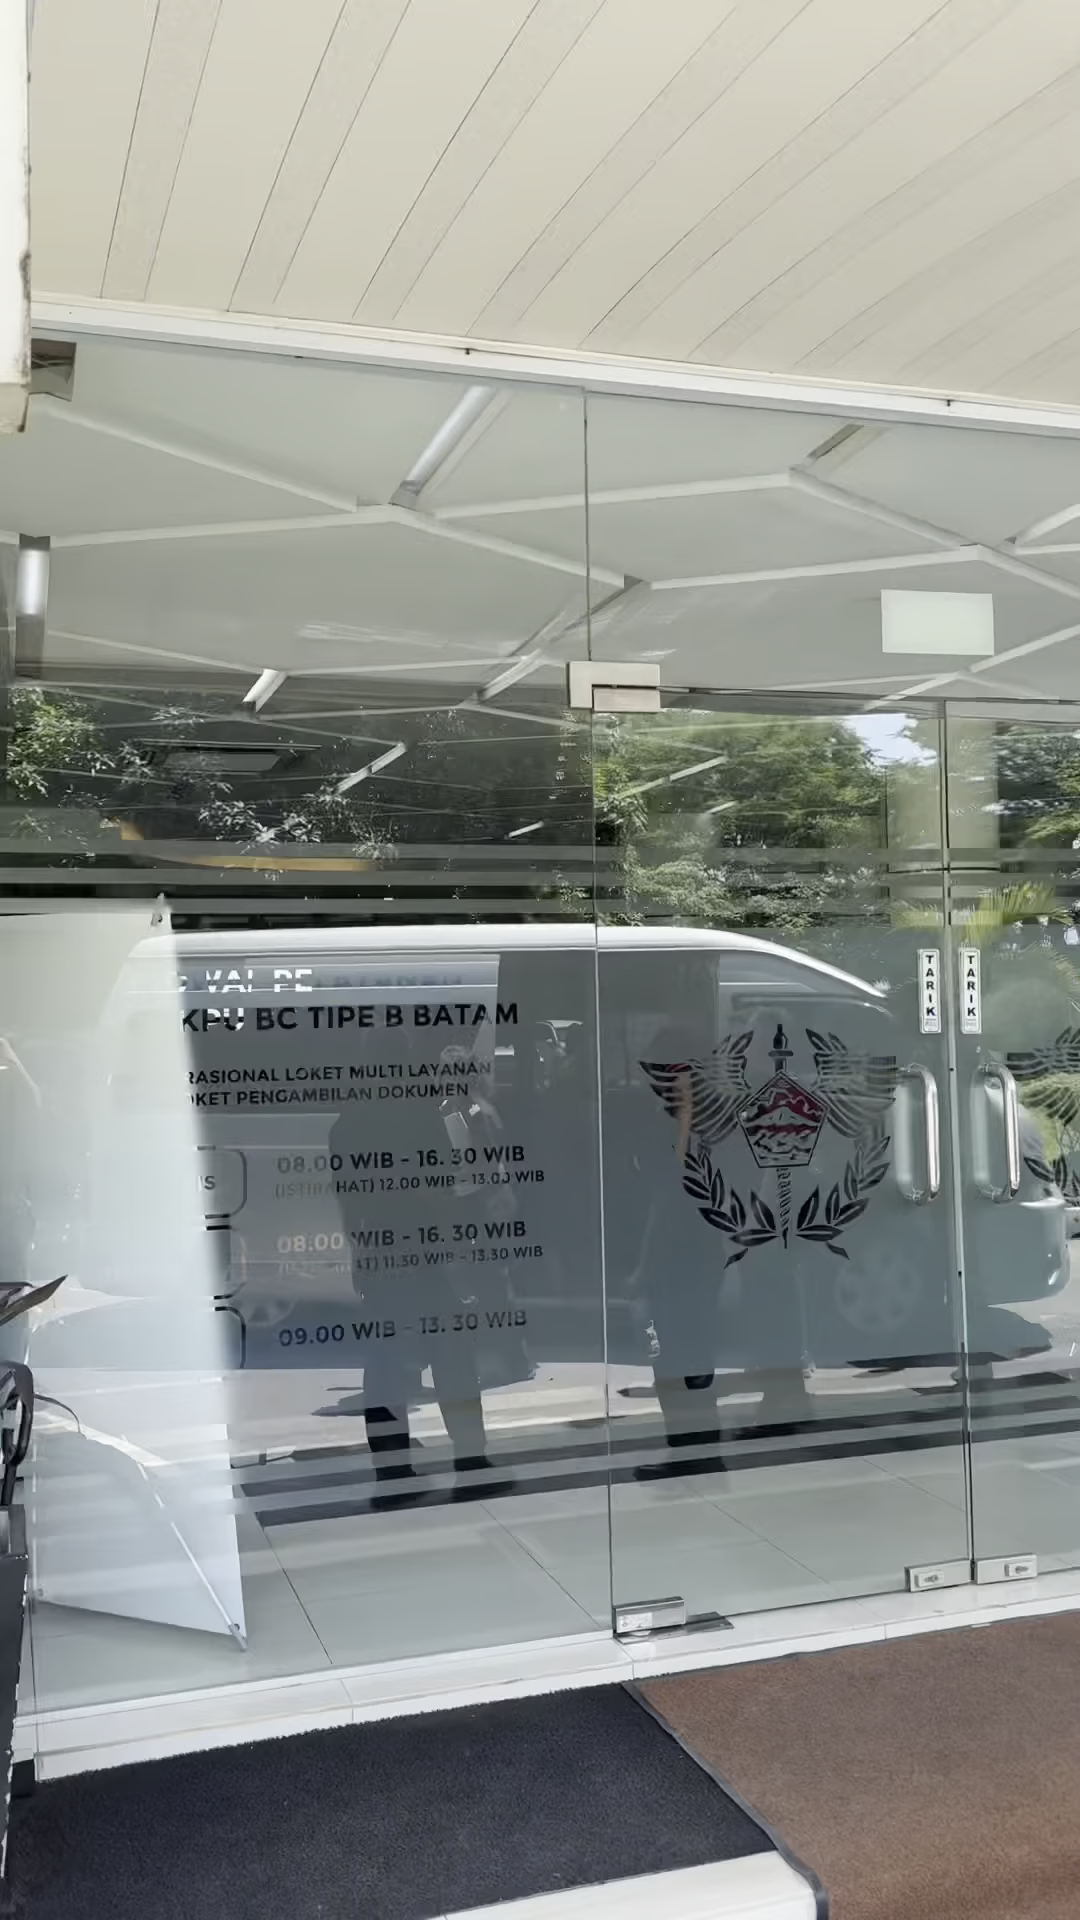 KPU BC TIPE B BATAM
RASIONAL LOKET MULTI LAYANAN
OKET PENGAMBILAN DOKUMEN
IS
08.00 WIB - 16.30 WIB
(ISTIRAHAT) 12.00 WIB - 13.00 WIB
08.00 WIB - 16.30 WIB
11.30 WIB - 13.30 WIB
09.00 WIB - 13.30 WIB
TARIK
TARIK